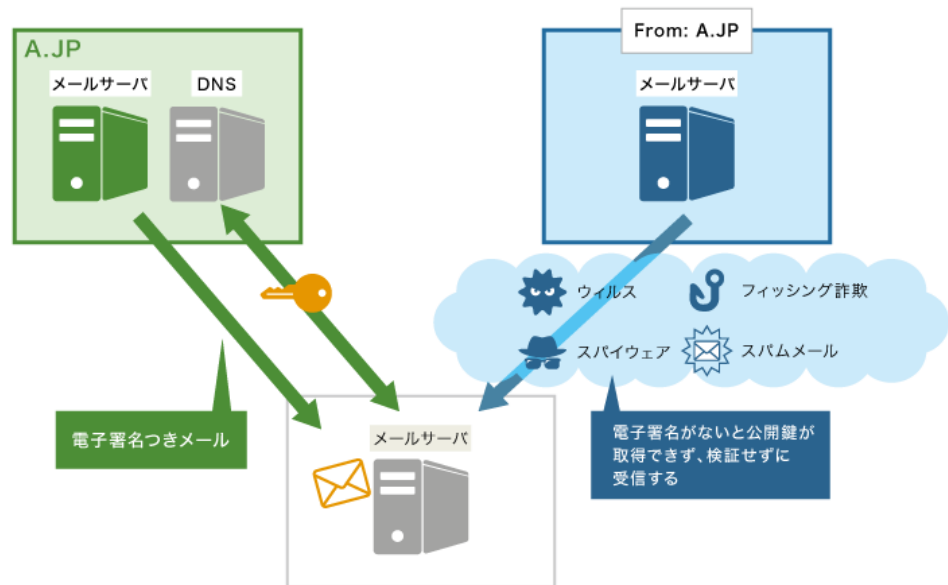 A.JP
メールサーバ
DNS
From: A.JP
メールサーバ
ウィルス
フィッシング詐欺
スパイウェア
スパムメール
電子署名つきメール
メールサーバ
電子署名がないと公開鍵が
取得できず、検証せずに
受信する